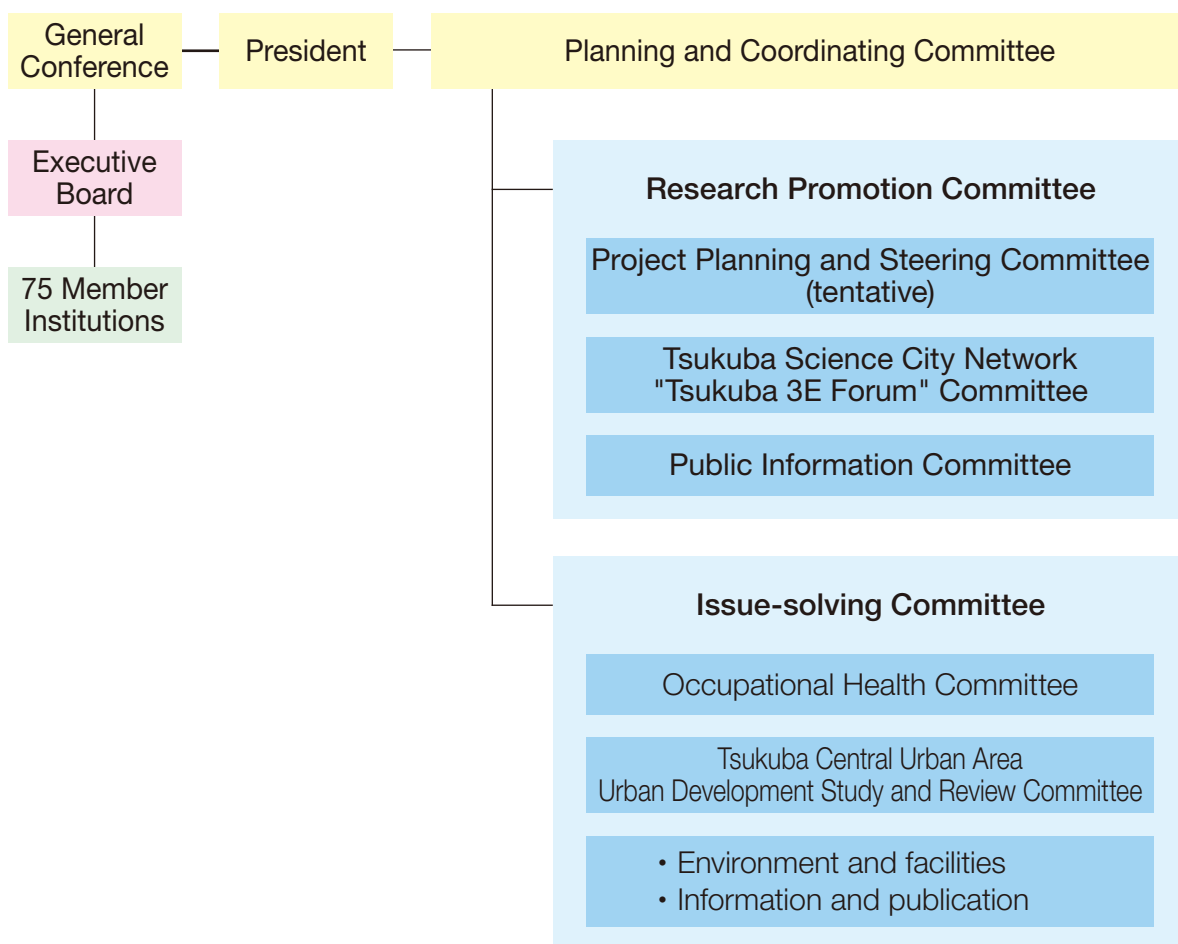 General
Conference
President
Planning and Coordinating Committee
Executive
Board
75 Member
Institutions
Research Promotion Committee
Project Planning and Steering Committee
(tentative)
Tsukuba Science City Network
"Tsukuba 3E Forum" Committee
Public Information Committee
Issue-solving Committee
Occupational Health Committee
Tsukuba Central Urban Area
Urban Development Study and Review Committee
・Environment and facilities
・Information and publication